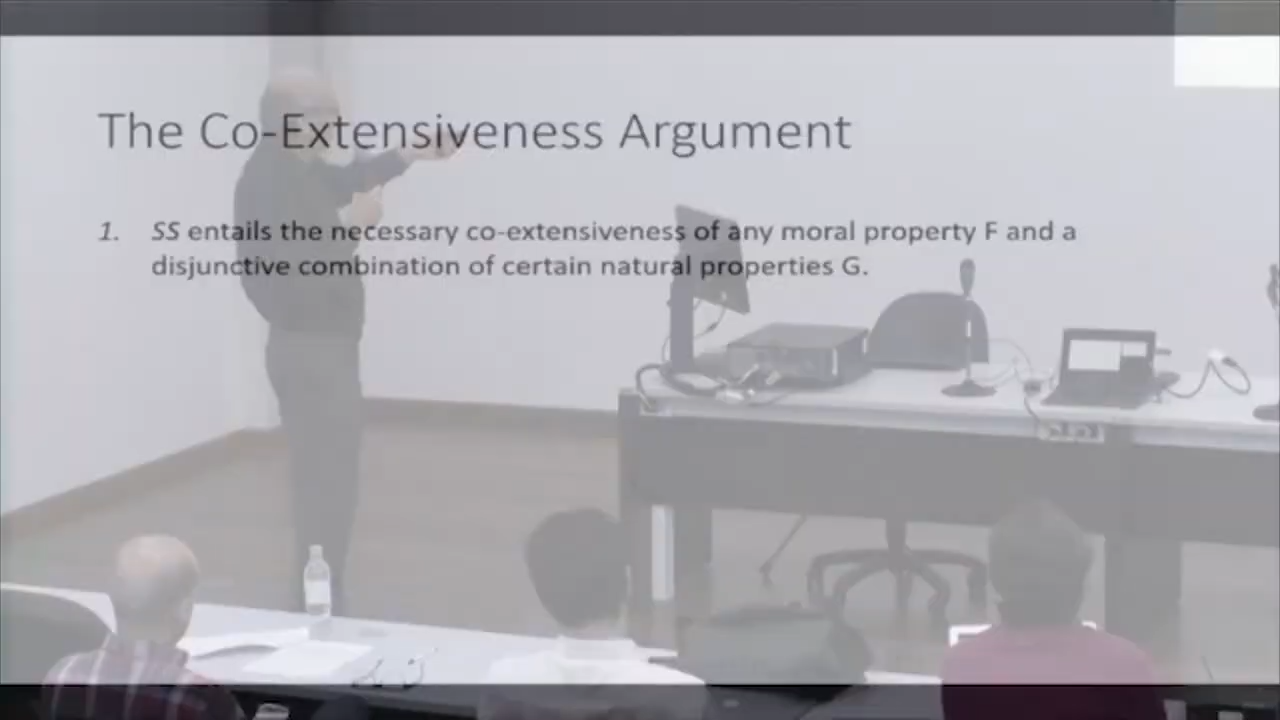 The Co-Extensiveness Argument
1. SS entails the necessary co-extensiveness of any moral property F and a
disjunctive combination of certain natural properties G.